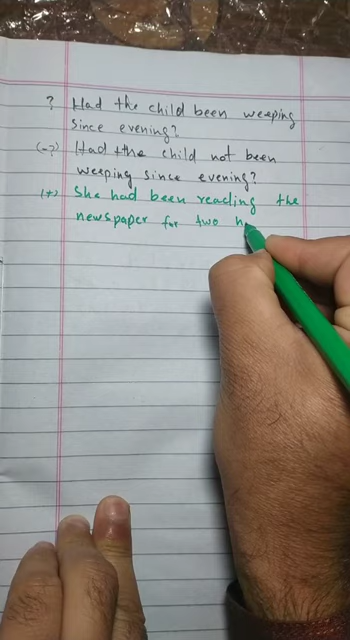 ? Had the child been weeping
since evening?
(-?) Had the child not been
weeping since evening?
(+) She had been reading the
newspaper for two h